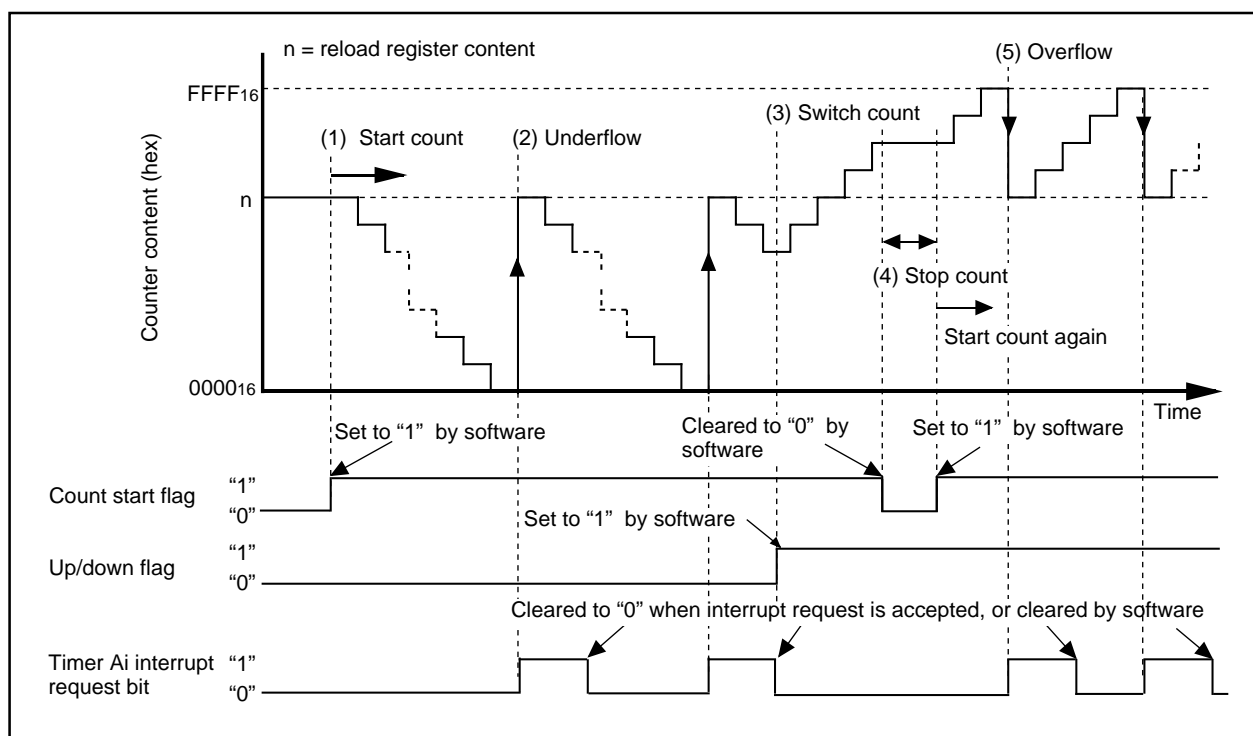 n = reload register content
(5) Overflow
FFFF16
(3) Switch count
(1) Start count
(2) Underflow
Counter content (hex)
n
(4) Stop count
Start count again
000016
Time
Set to “1” by software
Cleared to “0” by
software
Set to “1” by software
Count start flag
“1”
“0”
Set to “1” by software
Up/down flag
“1”
“0”
Cleared to “0” when interrupt request is accepted, or cleared by software
Timer Ai interrupt
request bit
“1”
“0”